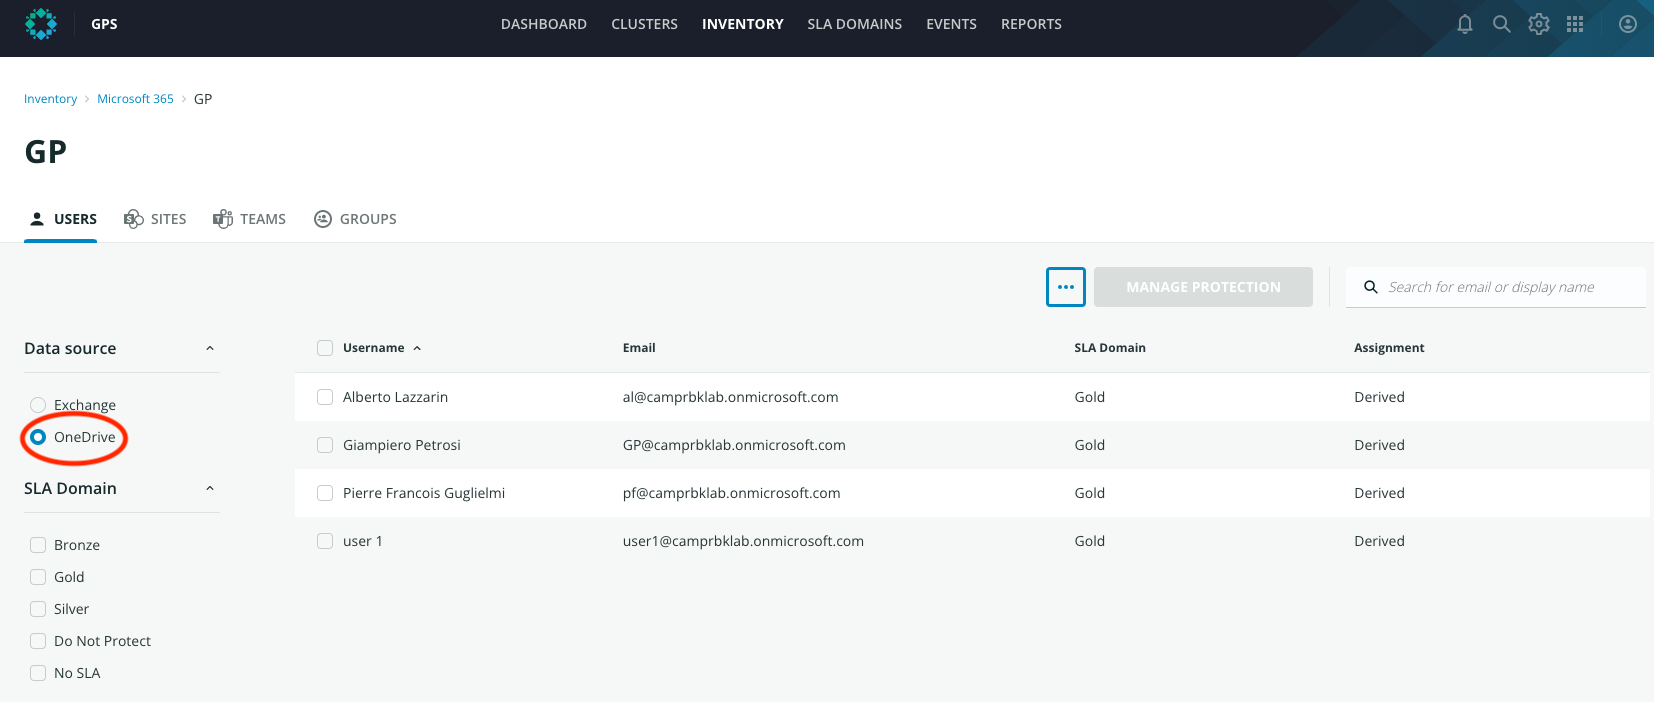 GPS DASHBOARD CLUSTERS INVENTORY SLA DOMAINS EVENTS REPORTS
Inventory > Microsoft 365 > GP
GP
USERS SITES TEAMS GROUPS
MANAGE PROTECTION Search for email or display name
Data source
Exchange
OneDrive
SLA Domain
Bronze
Gold
Silver
Do Not Protect
No SLA
Username Email SLA Domain Assignment
Alberto Lazzarin al@camprbklab.onmicrosoft.com Gold Derived
Giampiero Petrosi GP@camprbklab.onmicrosoft.com Gold Derived
Pierre Francois Guglielmi pf@camprbklab.onmicrosoft.com Gold Derived
user 1 user1@camprbklab.onmicrosoft.com Gold Derived